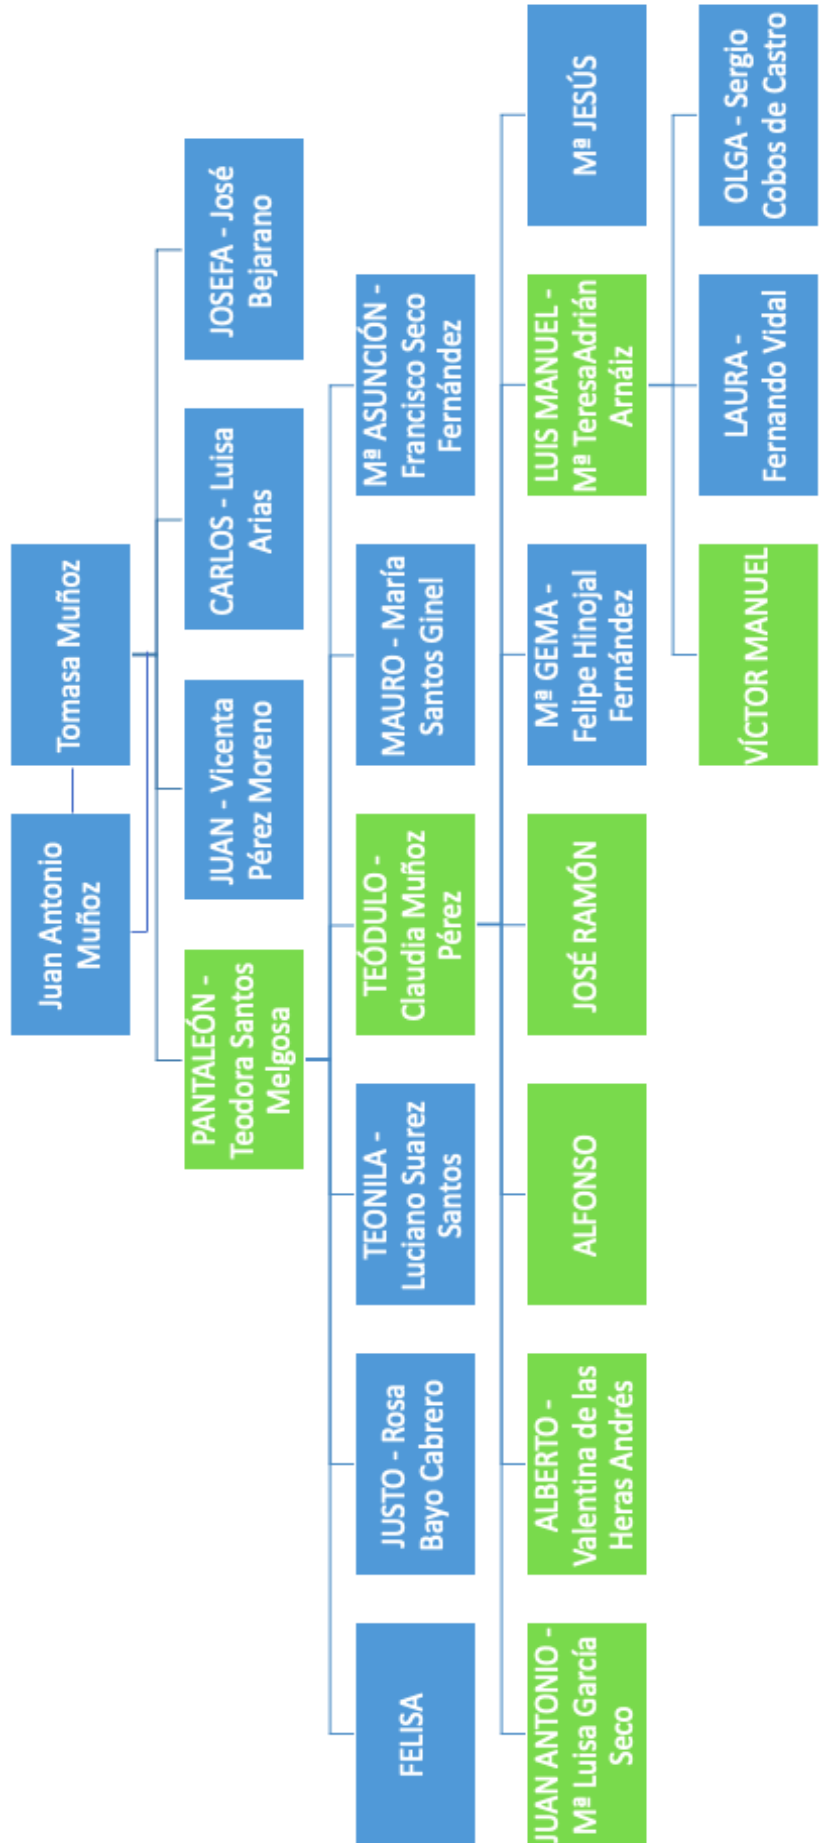 Juan Antonio
Muñoz
Tomasa Muñoz
PANTALEÓN -
Teodora Santos
Melgosa
JUAN - Vicenta
Pérez Moreno
CARLOS - Luisa
Arias
JOSEFA - José
Bejarano
FELISA
JUSTO - Rosa
Bayo Cabrero
TEONILA -
Luciano Suarez
Santos
TEÓDULO -
Claudia Muñoz
Pérez
MAURO - María
Santos Ginel
Mª ASUNCIÓN -
Francisco Seco
Fernández
JUAN ANTONIO -
Mª Luisa García
Seco
ALBERTO -
Valentina de las
Heras Andrés
ALFONSO
JOSÉ RAMÓN
Mª GEMA -
Felipe Hinojal
Fernández
LUIS MANUEL -
Mª TeresaAdrián
Arnáiz
Mª JESÚS
VÍCTOR MANUEL
LAURA -
Fernando Vidal
OLGA - Sergio
Cobos de Castro